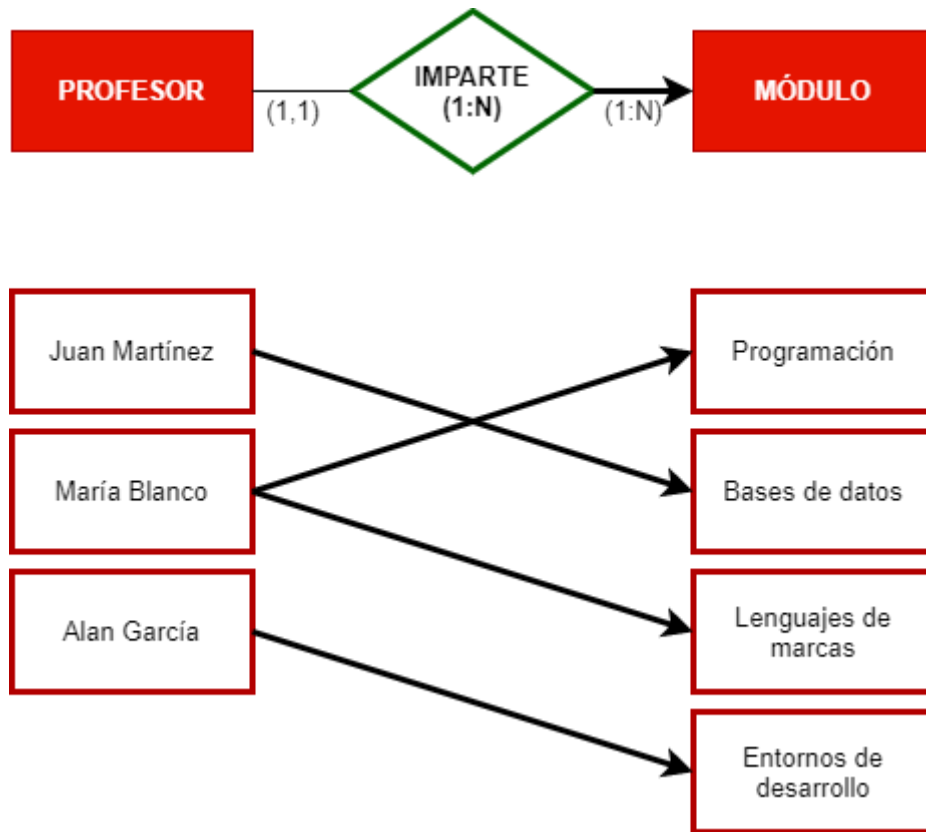 PROFESOR
(1,1)
IMPARTE
(1:N)
(1:N)
MÓDULO
Juan Martínez
Programación
María Blanco
Bases de datos
Alan García
Lenguajes de
marcas
Entornos de
desarrollo